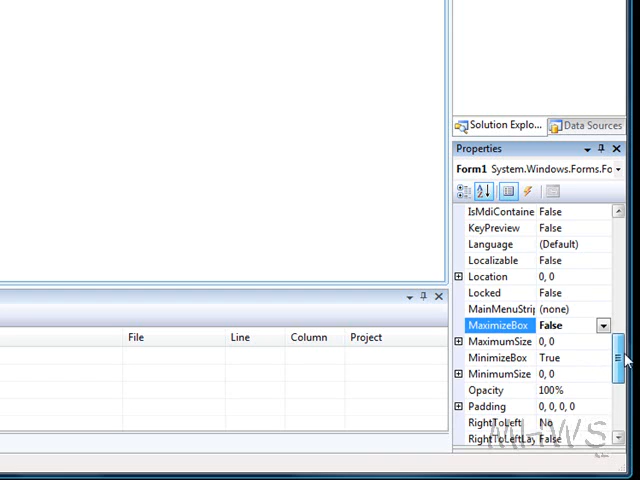 Solution Explo... Data Sources
Properties
Form1 System.Windows.Forms.Fo
IsMdiContaine False
KeyPreview False
Language (Default)
Localizable False
Location 0, 0
Locked False
MainMenuStrip (none)
MaximizeBox False
MaximumSize 0, 0
MinimizeBox True
MinimumSize 0, 0
Opacity 100%
Padding 0, 0, 0, 0
RightToLeft No
RightToLeftLay False
File Line Column Project